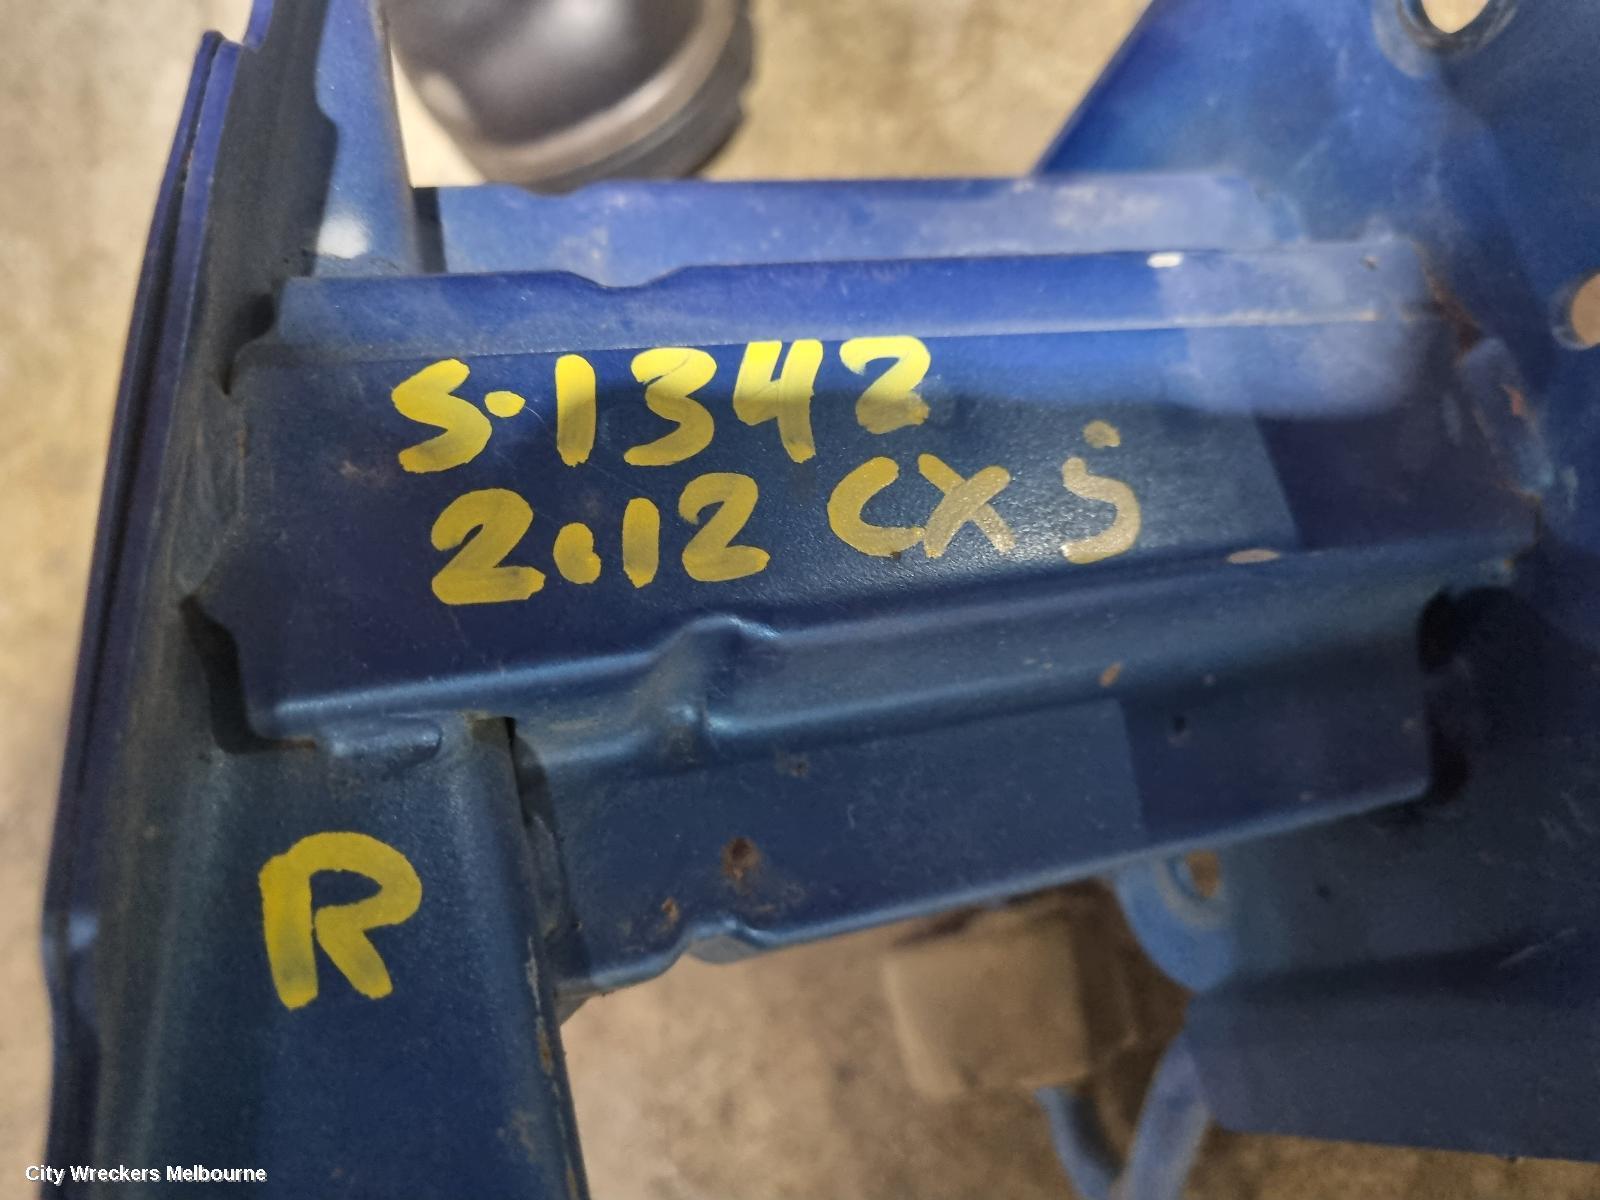 S.1342
2.12 CX5
R
City Wreckers Melbourne